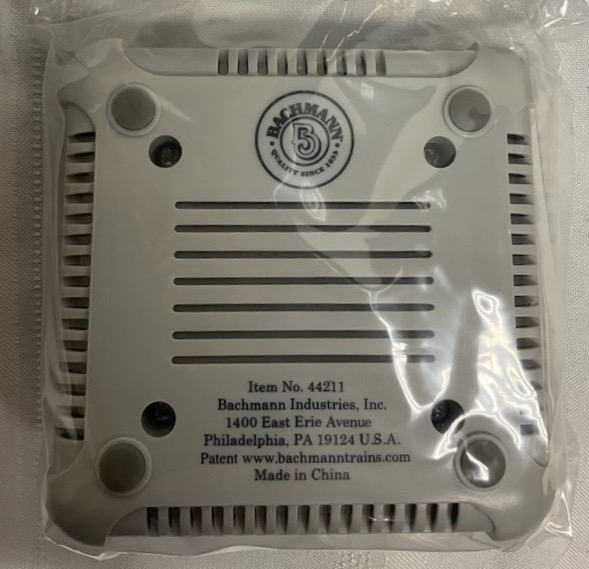 BACHMANN
B
QUALITY SINCE 1833
Item No. 44211
Bachmann Industries, Inc.
1400 East Erie Avenue
Philadelphia, PA 19124 U.S.A.
Patent www.bachmanntrains.com
Made in China